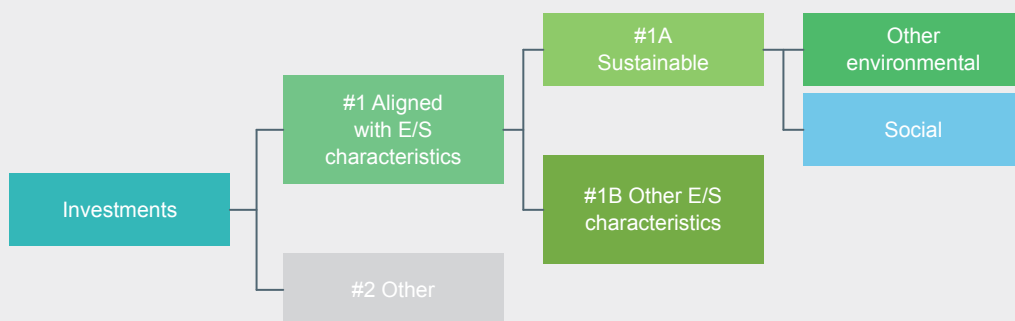 Investments
#1 Aligned
with E/S
characteristics
#2 Other
#1A
Sustainable
#1B Other E/S
characteristics
Other
environmental
Social